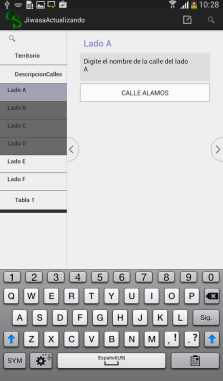 10:28
JiwasaActualizando
Territorio
DescripcionCalles
Lado A
Lado B
Lado C
Lado D
Lado E
Lado F
Tabla 1
Lado A
Digite el nombre de la calle del lado
A
CALLE ALAMOS
1 2 3 4 5 6 7 8 9 0
Q W E R T Y U I O P
A S D F G H J K L Sig.
Z X C V B N M , ! . ?
SYM Español(US)